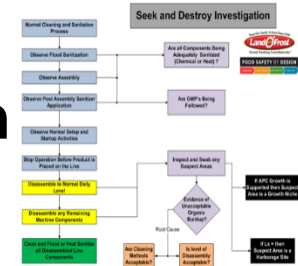 Seek and Destroy Investigation
Normal Cleaning and Sanitation
Process
Observe Flood Sanitization
Observe Assembly
Observe Post Assembly Sanitizer
Application
Observe Normal Setup and
Startup Activities
Stop Operation Before Product is
Placed on the Line
Disassemble to Normal Daily
Level
Disassemble any Remaining
Machine Components
Clean and Flood or Heat Sanitize
all Disassembled Line
Components
Are all Components Being
Adequately Sanitized
(Chemical or Heat) ?
Are GMP's Being
Followed?
Land O'Frost
FOOD SAFETY BY DESIGN
Inspect and Swab any
Suspect Areas
Evidence of
Unacceptable
Organic
Buildup?
Root Cause
Are Cleaning
Methods
Acceptable?
Is level of
Disassembly
Acceptable?
If APC Growth is
Supported then Suspect
Area is a Growth Niche
If Ls + then
Suspect Area is a
Harborage Site